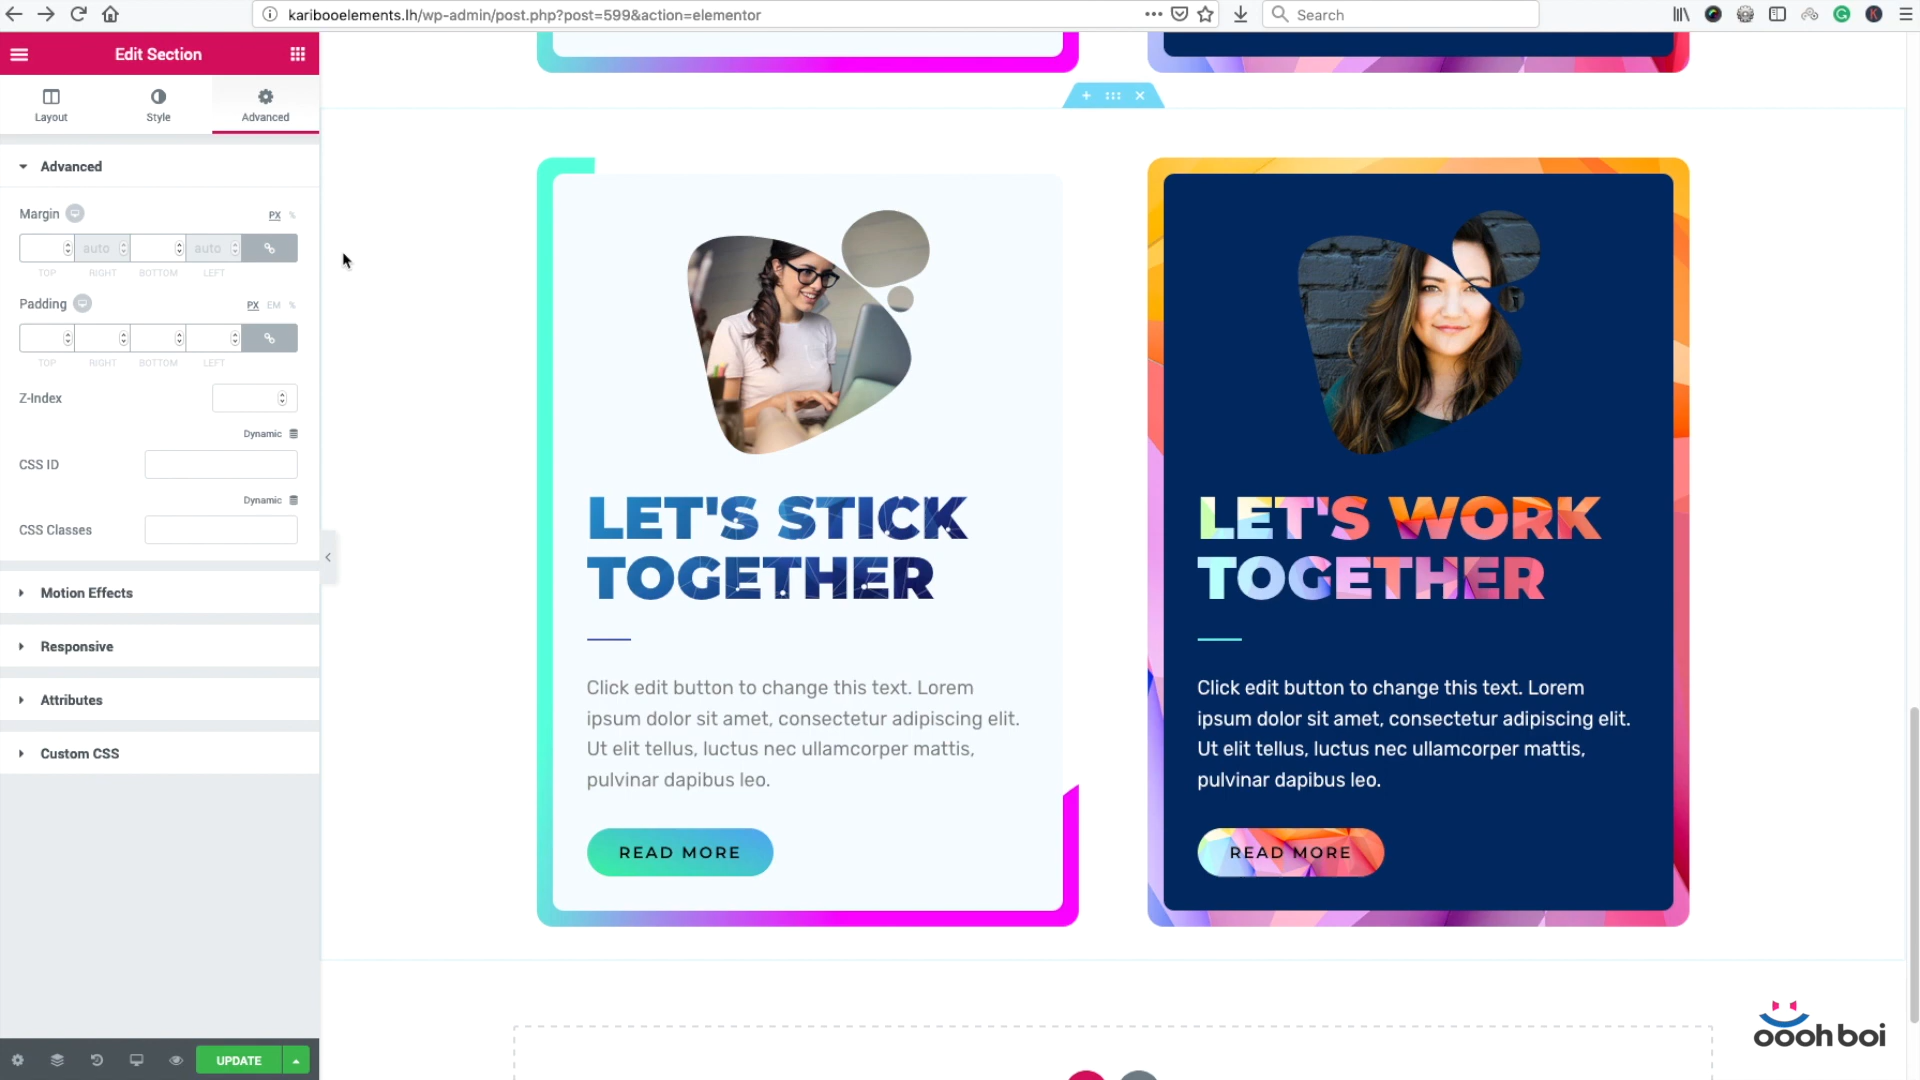 karibooelements.lh/wp-admin/post.php?post=599&action=elementor
Search
Edit Section
Layout
Style
Advanced
Advanced
Margin
PX %
auto
auto
TOP RIGHT BOTTOM LEFT
Padding
PX EM %
TOP RIGHT BOTTOM LEFT
Z-Index
Dynamic
CSS ID
Dynamic
CSS Classes
Motion Effects
Responsive
Attributes
Custom CSS
UPDATE
LET'S STICK
TOGETHER
Click edit button to change this text. Lorem
ipsum dolor sit amet, consectetur adipiscing elit.
Ut elit tellus, luctus nec ullamcorper mattis,
pulvinar dapibus leo.
READ MORE
LET'S WORK
TOGETHER
Click edit button to change this text. Lorem
ipsum dolor sit amet, consectetur adipiscing elit.
Ut elit tellus, luctus nec ullamcorper mattis,
pulvinar dapibus leo.
READ MORE
ooohboi